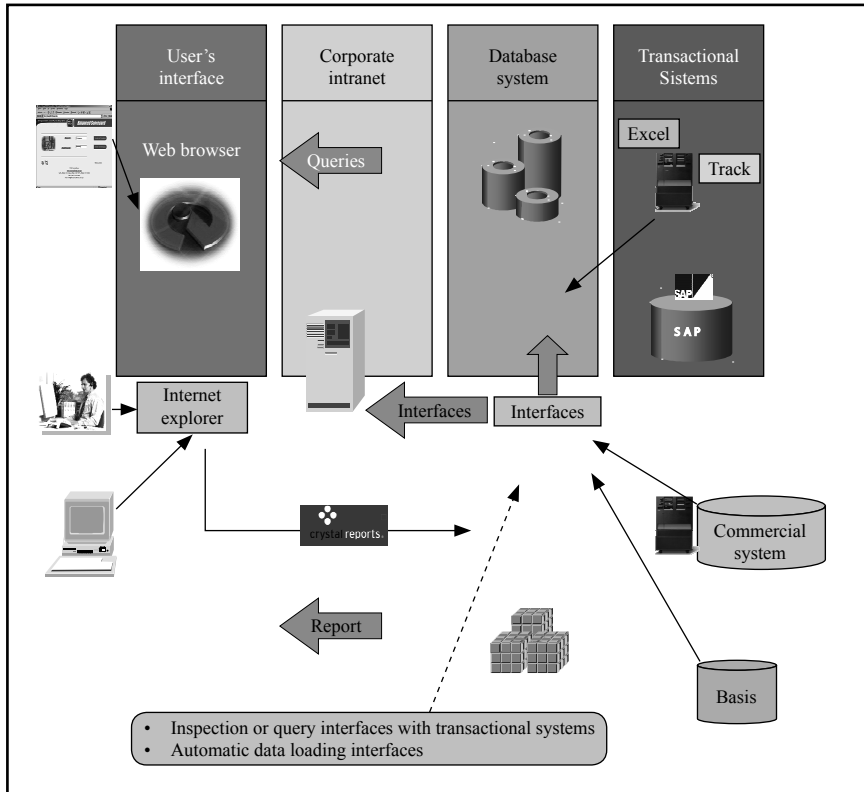 User's
interface
Corporate
intranet
Database
system
Transactional
Sistems
Web browser
Queries
Excel
Track
SAP
SAP
Internet
explorer
Interfaces
Interfaces
crystal reports
Commercial
system
Report
Basis
• Inspection or query interfaces with transactional systems
• Automatic data loading interfaces